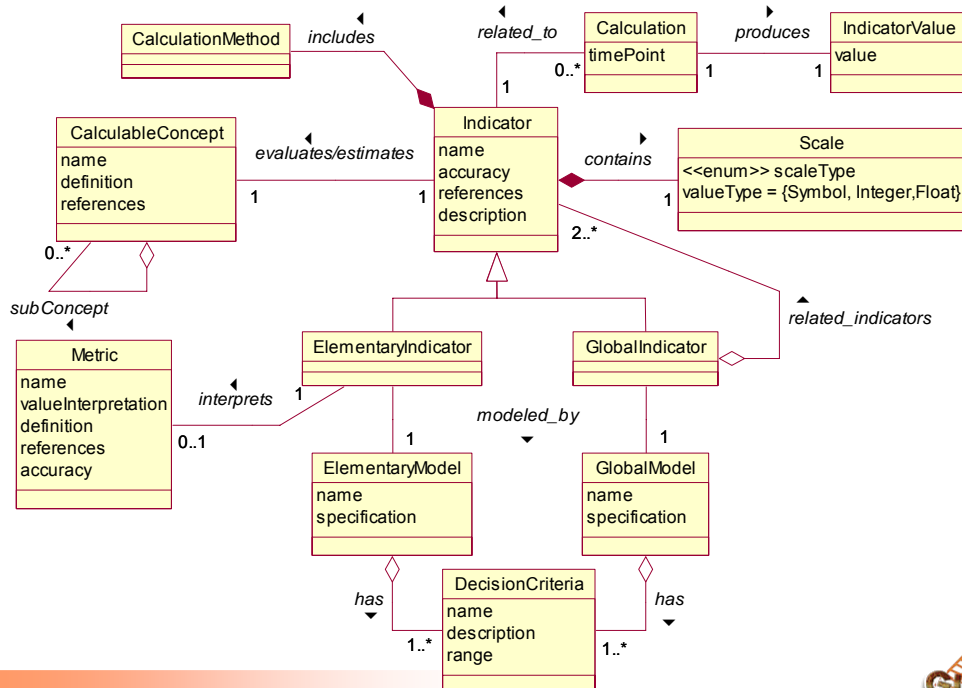 CalculationMethod
includes
related_to
Calculation
timePoint
0..*
1
produces
1
1
IndicatorValue
value
CalculableConcept
name
definition
references
evaluates/estimates
1
1
Indicator
name
accuracy
references
description
contains
1
Scale
<<enum>> scaleType
valueType = {Symbol, Integer,Float}
2..*
0..*
subConcept
related_indicators
Metric
name
valueInterpretation
definition
references
accuracy
interprets
0..1
1
ElementaryIndicator
GlobalIndicator
modeled_by
1
1
ElementaryModel
name
specification
GlobalModel
name
specification
has
has
1..*
1..*
DecisionCriteria
name
description
range